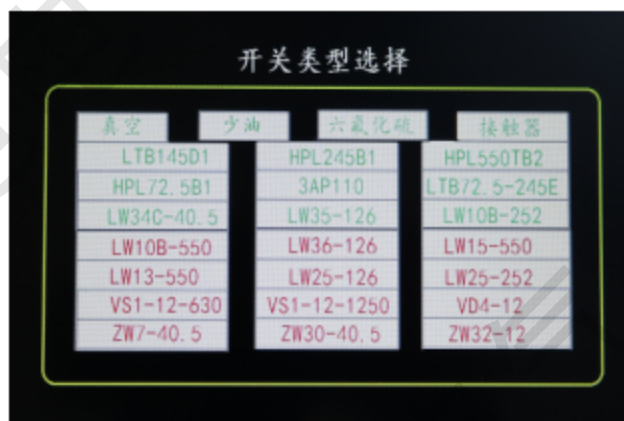 开关类型选择
真空 少油 六氟化硫 接触器
LTB145D1 HPL245B1 HPL550TB2
HPL72.5B1 3AP110 LTB72.5-245E
LW34C-40.5 LW35-126 LW10B-252
LW10B-550 LW36-126 LW15-550
LW13-550 LW25-126 LW25-252
VS1-12-630 VS1-12-1250 VD4-12
ZW7-40.5 ZW30-40.5 ZW32-12